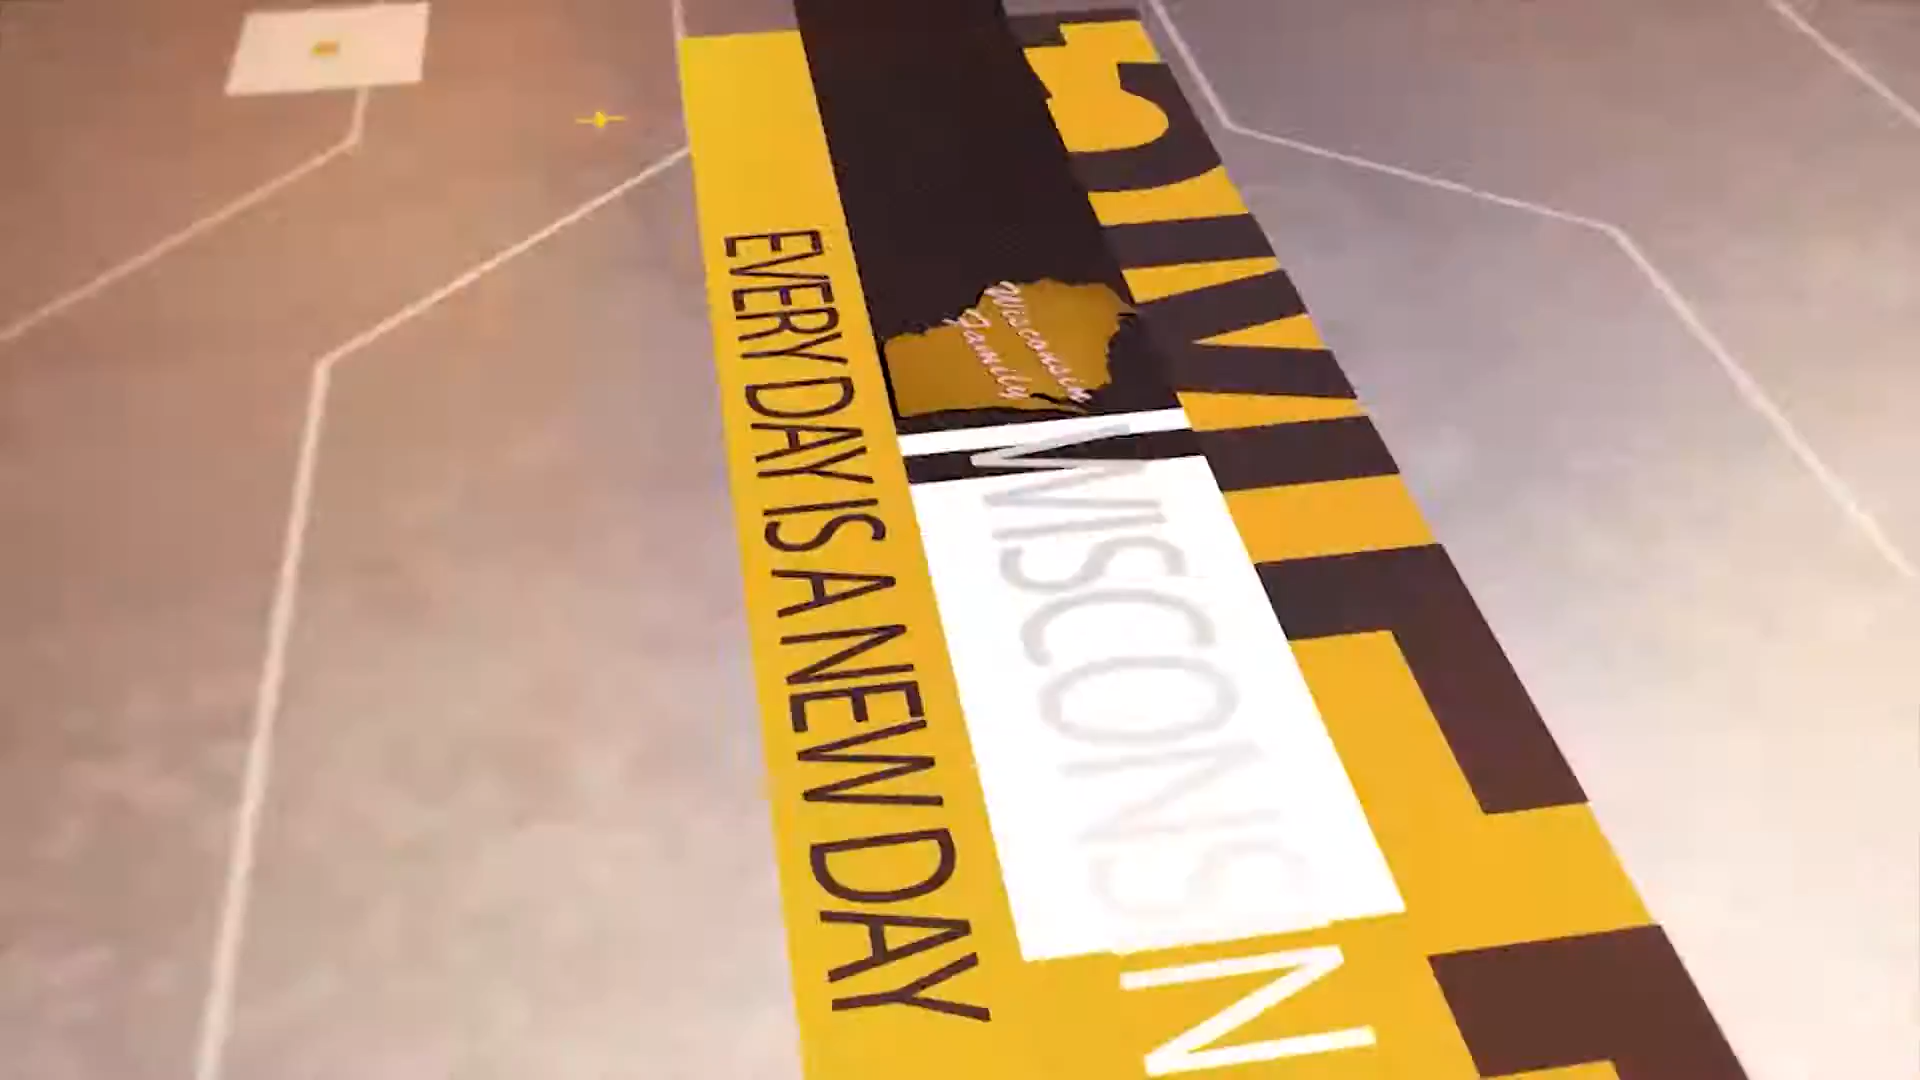 Wisconsin
Family
WISCONSIN
EVERY DAY IS A NEW DAY